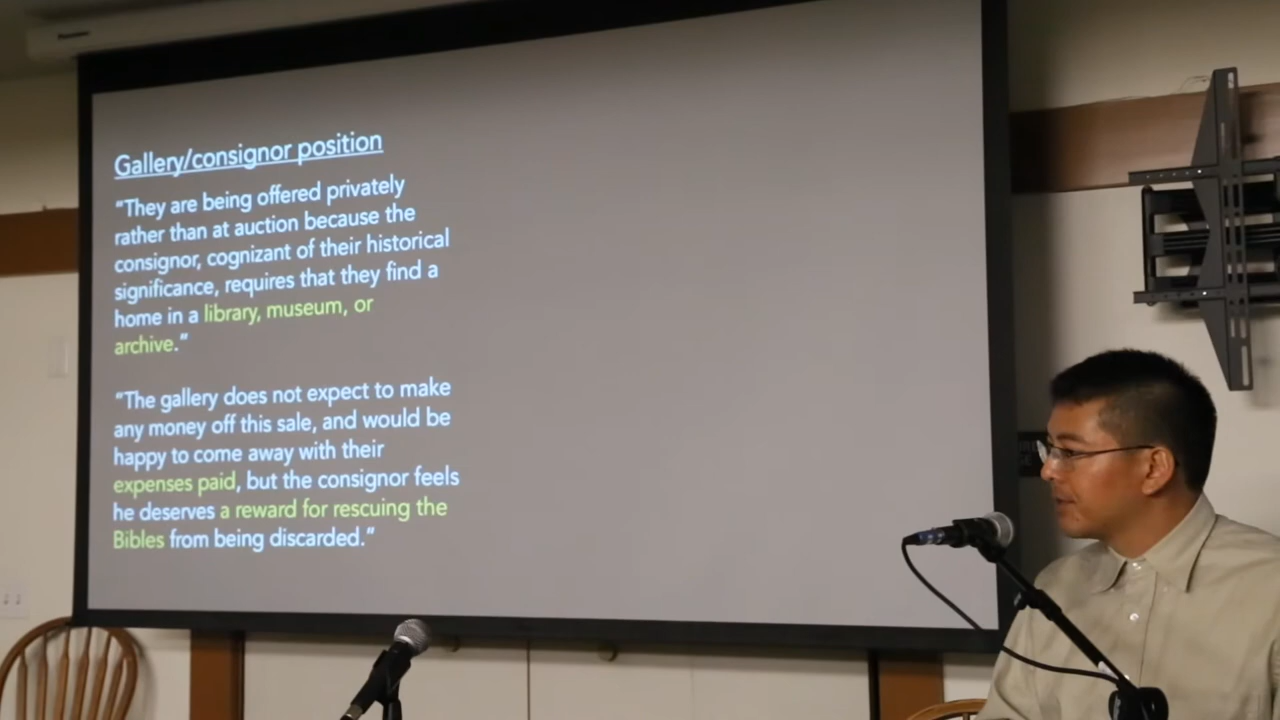 Gallery/consignor position
“They are being offered privately
rather than at auction because the
consignor, cognizant of their historical
significance, requires that they find a
home in a library, museum, or
archive.”
“The gallery does not expect to make
any money off this sale, and would be
happy to come away with their
expenses paid, but the consignor feels
he deserves a reward for rescuing the
Bibles from being discarded.”